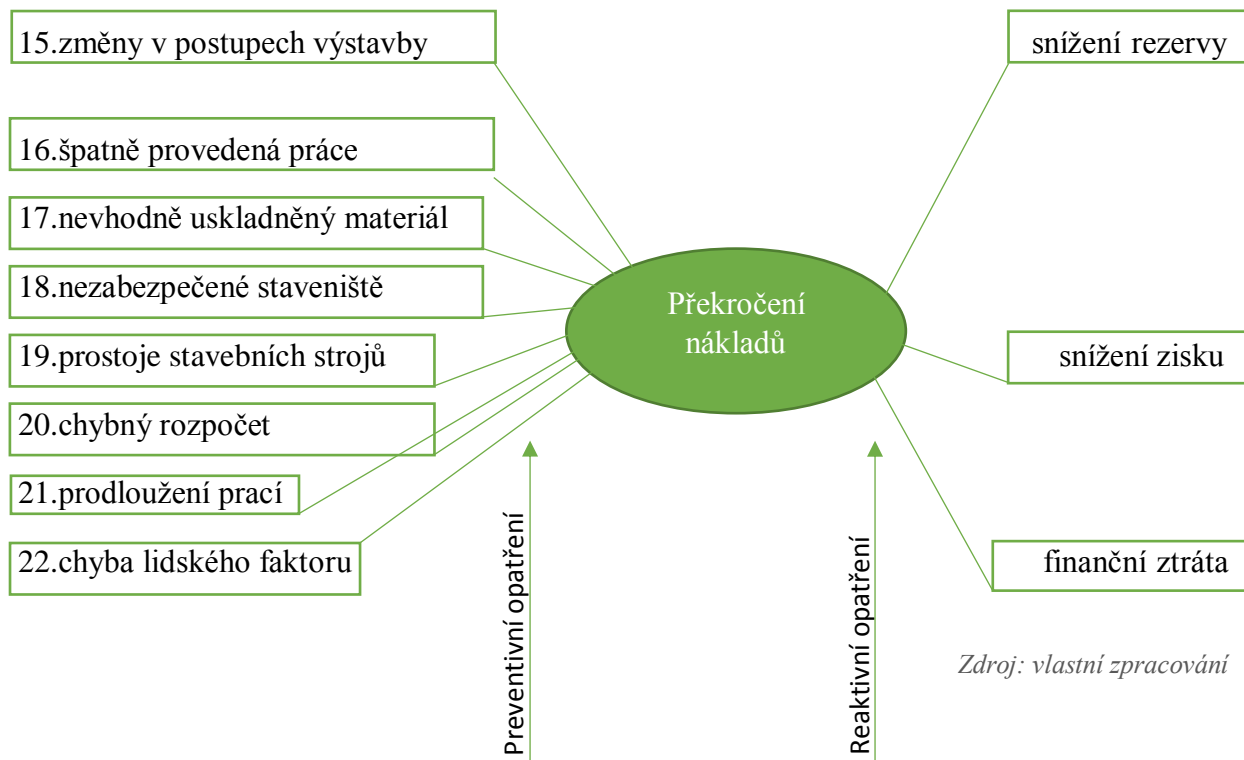 15.změny v postupech výstavby
16.špatně provedená práce
17.nevhodně uskladněný materiál
18.nezabezpečené staveniště
19.prostoje stavebních strojů
20.chybný rozpočet
21.prodloužení prací
22.chyba lidského faktoru
Překročení
nákladů
Preventivní opatření
Reaktivní opatření
snížení rezervy
snížení zisku
finanční ztráta
Zdroj: vlastní zpracování